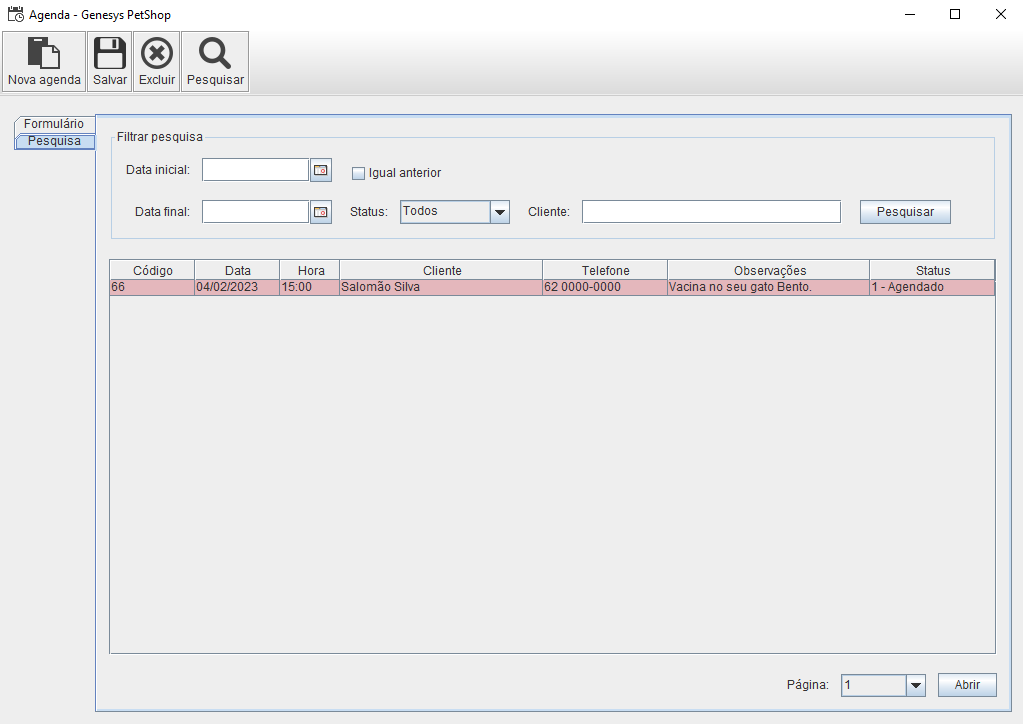 Agenda - Genesys PetShop
Nova agenda Salvar Excluir Pesquisar
Formulário
Pesquisa
Filtrar pesquisa
Data inicial: Igual anterior
Data final: Status: Todos Cliente: Pesquisar
Código Data Hora Cliente Telefone Observações Status
66 04/02/2023 15:00 Salomão Silva 62 0000-0000 Vacina no seu gato Bento. 1 - Agendado
Página: 1 Abrir